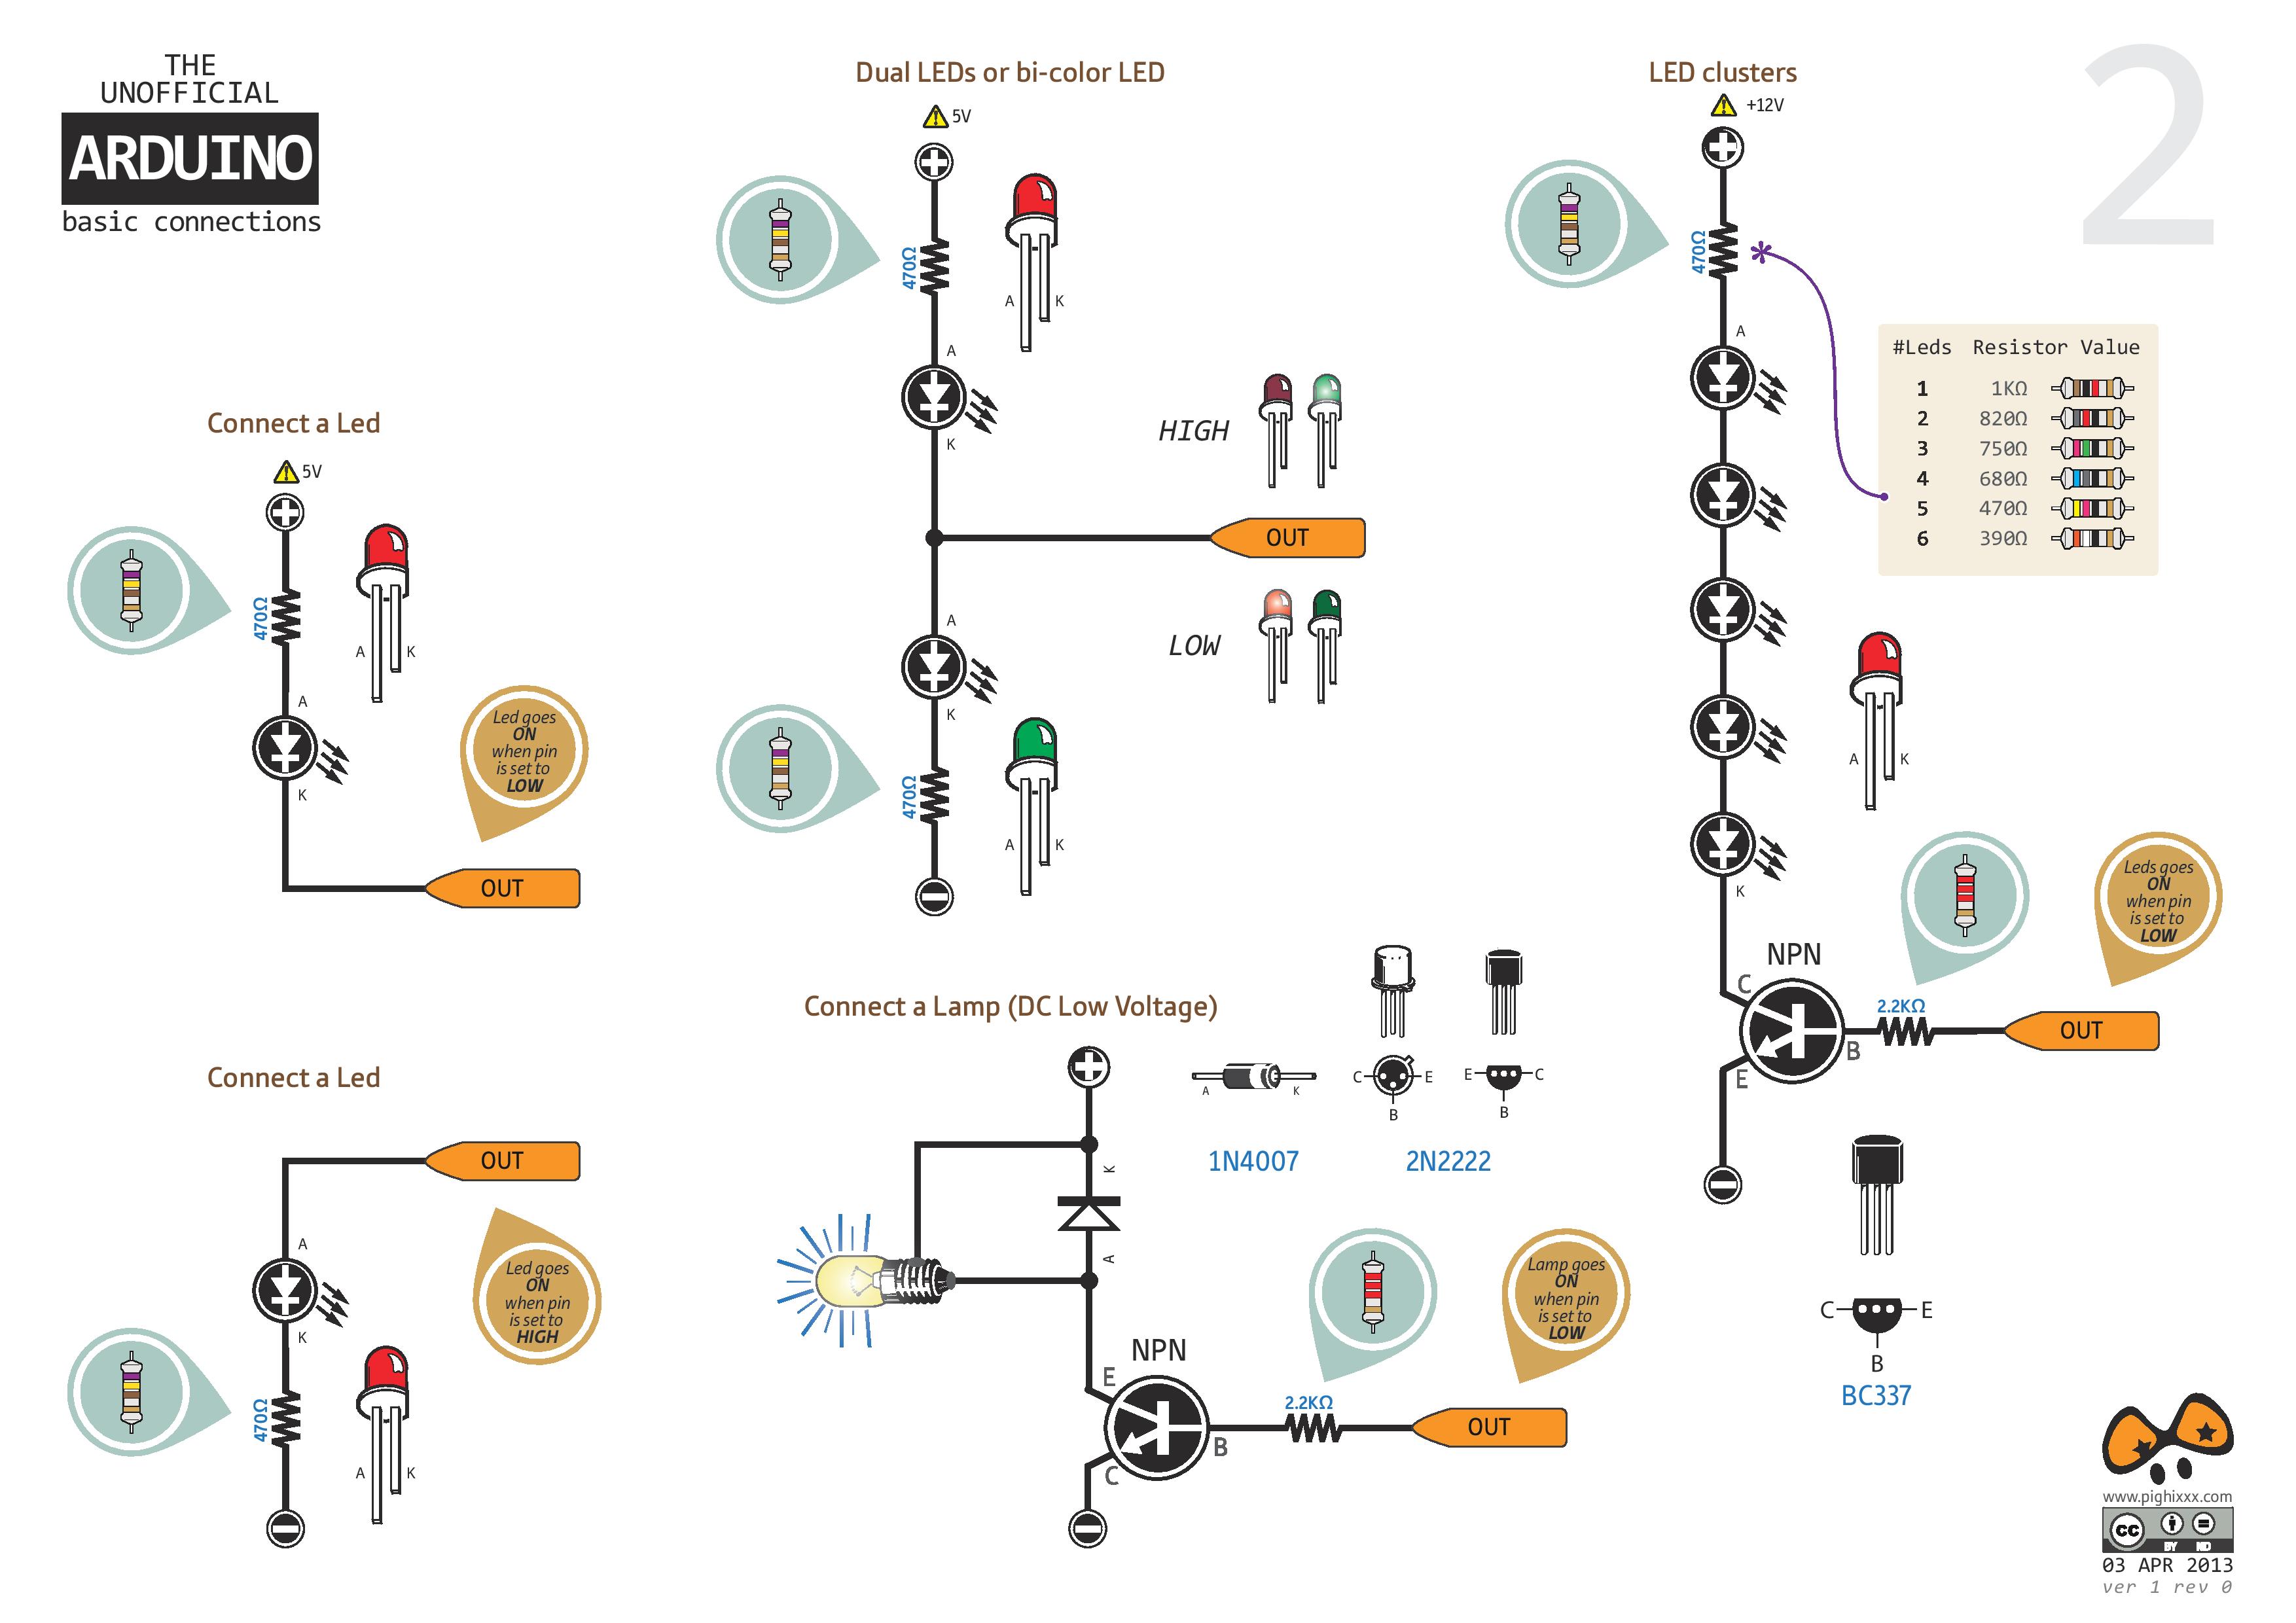 THE
UNOFFICIAL
ARDUINO
basic connections
2
Connect a Led
5V
470Ω
A K
A
K
Led goes
ON
when pin
is set to
LOW
OUT
Connect a Led
OUT
A
K
Led goes
ON
when pin
is set to
HIGH
470Ω
A K
Dual LEDs or bi-color LED
5V
470Ω
A K
A
K
HIGH
OUT
LOW
A
K
470Ω
A K
Connect a Lamp (DC Low Voltage)
K
A
A K
1N4007
C E
B
E C
B
2N2222
Lamp goes
ON
when pin
is set to
LOW
NPN
E
B
C
2.2KΩ
OUT
LED clusters
+12V
470Ω
*
A
#Leds Resistor Value
1 1KΩ
2 820Ω
3 750Ω
4 680Ω
5 470Ω
6 390Ω
A K
K
Leds goes
ON
when pin
is set to
LOW
NPN
C
B
E
2.2KΩ
OUT
C E
B
BC337
www.pighixxx.com
cc
BY ND
03 APR 2013
ver 1 rev 0